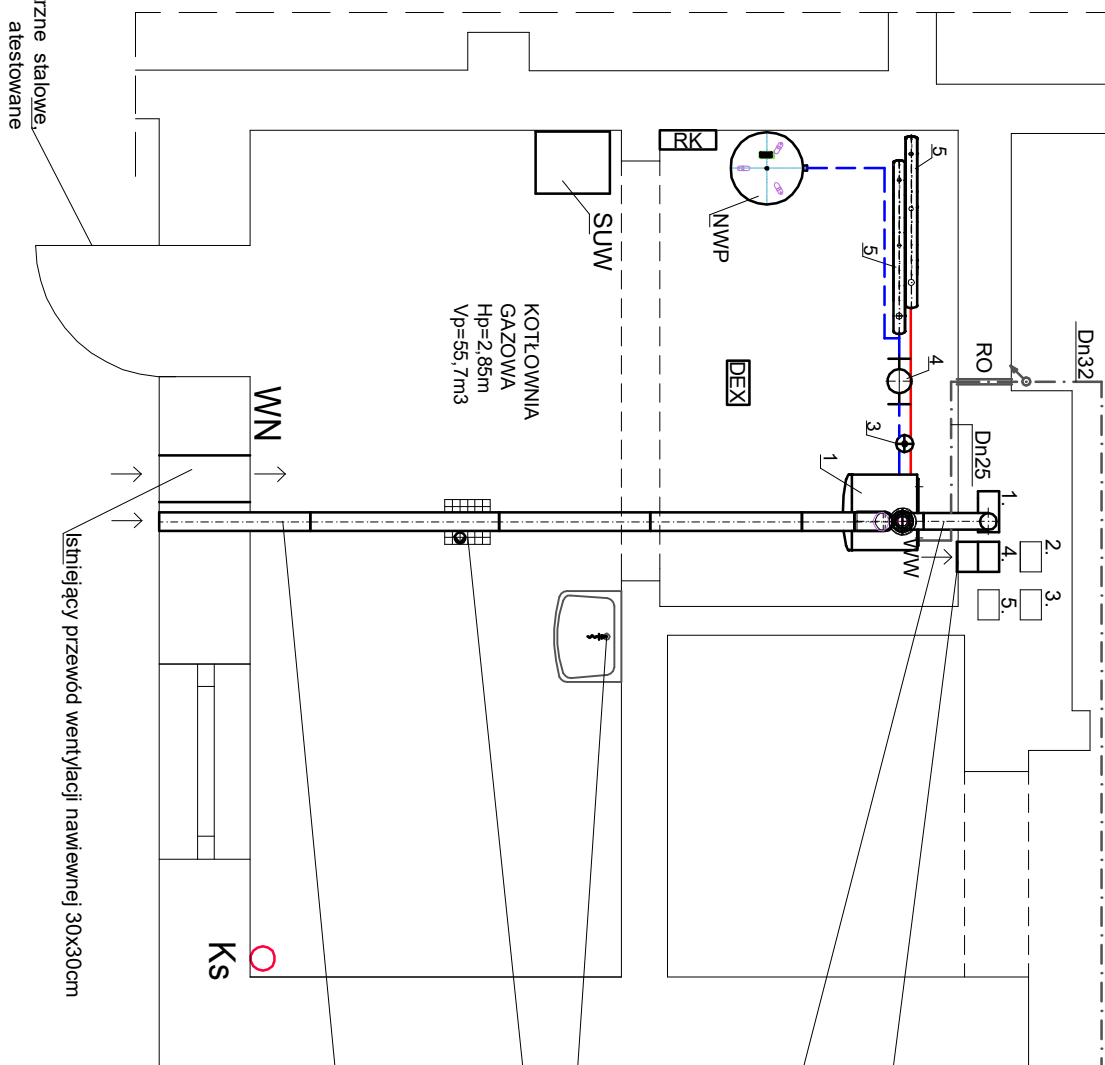 rzne stalowe,
atestowane
WN
Istniejący przewód wentylacji nawiewnej 30x30cm
Ks
KOTŁOWNIA
GAZOWA
Hp=2,85m
Vp=55,7m3
SUW
RK
NWP
DEX
5
5
4
3
1
WW
RO
Dn32
Dn25
1.
2.
3.
4.
5.